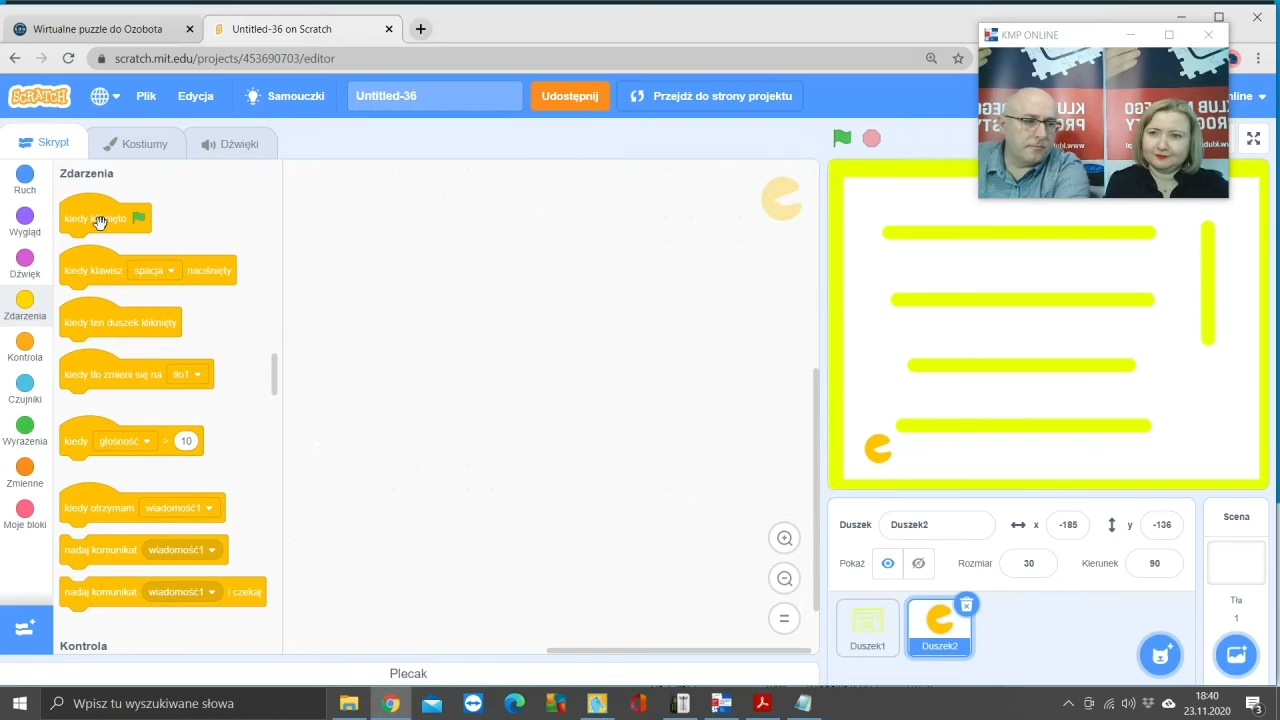 Wirtualne puzzle do Ozobota
Untitled-36 on Scratch
scratch.mit.edu/projects/453690703/editor
KMP ONLINE
SCRATCH
Plik
Edycja
Samouczki
Untitled-36
Udostępnij
Przejdź do strony projektu
nline
Skrypt
Kostiumy
Dźwięki
Ruch
Wygląd
Dźwięk
Zdarzenia
Kontrola
Czujniki
Wyrażenia
Zmienne
Moje bloki
Zdarzenia
kiedy
kiedy klawisz spacja naciśnięty
kiedy ten duszek kliknięty
kiedy tło zmieni się na tło1
kiedy głośność > 10
kiedy otrzymam wiadomość1
nadaj komunikat wiadomość1
nadaj komunikat wiadomość1 i czekaj
Kontrola
Plecak
Duszek
Duszek2
x
-185
y
-136
Pokaż
Rozmiar
30
Kierunek
90
Duszek1
Duszek2
Scena
Tła
1
Wpisz tu wyszukiwane słowa
18:40
23.11.2020
3